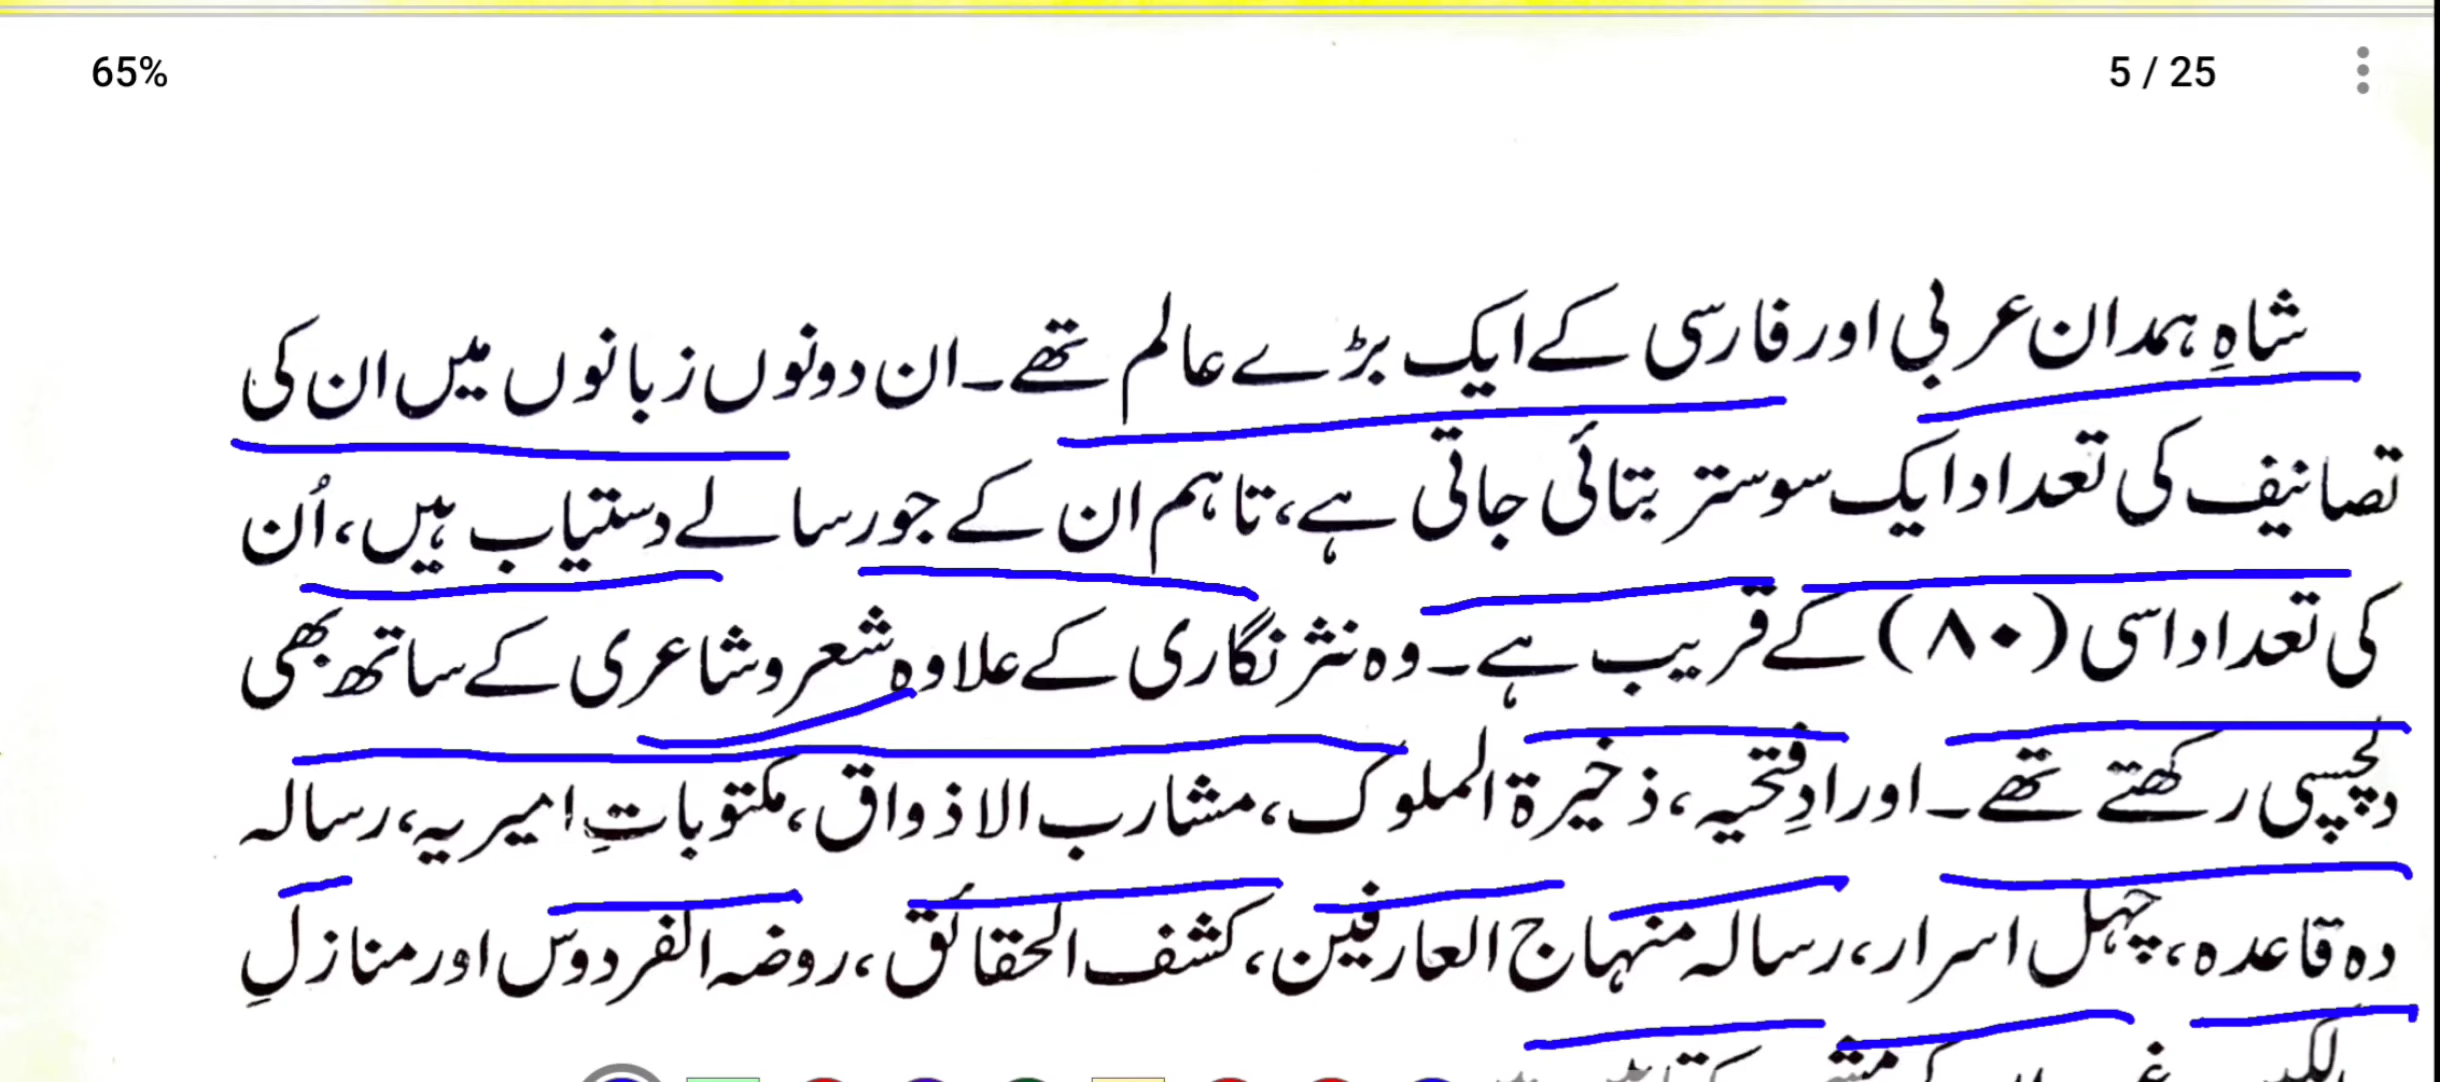 65%
5 / 25
شاہِ ہمدان عربی اور فارسی کے ایک بڑے عالم تھے۔ ان دونوں زبانوں میں ان کی
تصانیف کی تعداد ایک سو ستر بتائی جاتی ہے، تاہم ان کے جو رسالے دستیاب ہیں، اُن
کی تعداد اسی (۸۰) کے قریب ہے۔ وہ نثر نگاری کے علاوہ شعر و شاعری کے ساتھ بھی
دلچسپی رکھتے تھے۔ اورادِ فتحیہ، ذخیرۃ الملوک، مشارب الاذواق، مکتوباتِ امیریہ، رسالہ
دہ قاعدہ، چہل اسرار، رسالہ منہاج العارفین، کشف الحقائق، روضہ الفردوس اور منازلِ